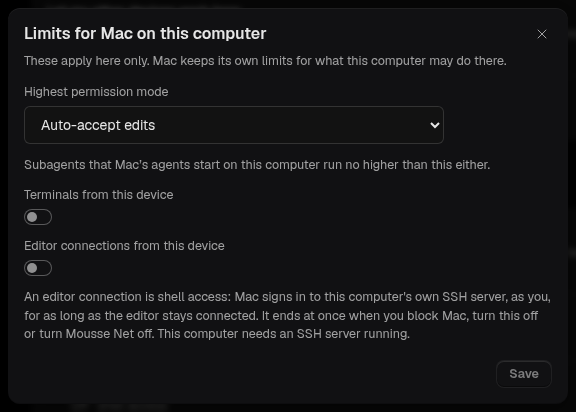 Limits for Mac on this computer
These apply here only. Mac keeps its own limits for what this computer may do there.
Highest permission mode
Auto-accept edits
Subagents that Mac's agents start on this computer run no higher than this either.
Terminals from this device
Editor connections from this device
An editor connection is shell access: Mac signs in to this computer's own SSH server, as you,
for as long as the editor stays connected. It ends at once when you block Mac, turn this off
or turn Mousse Net off. This computer needs an SSH server running.
Save